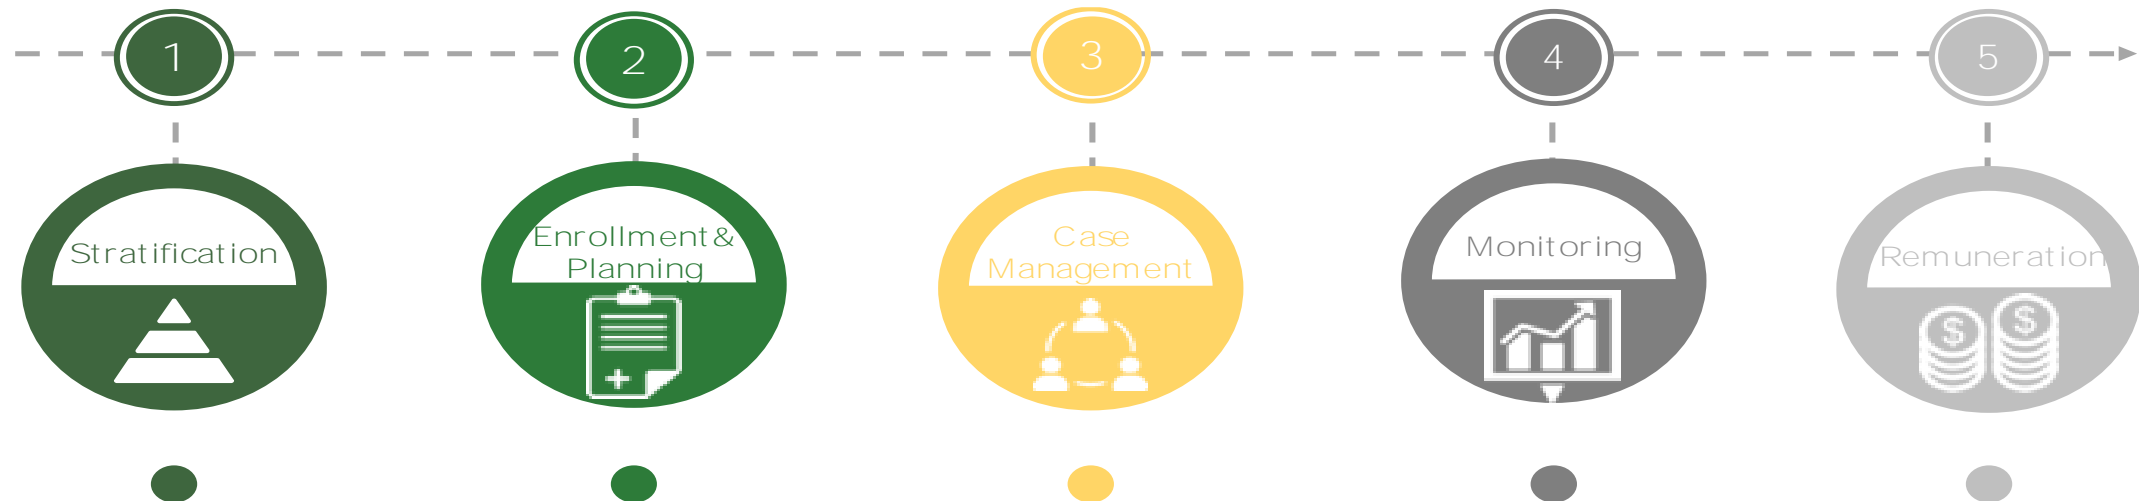 1
2
3
4
5
Stratification
Enrollment &
Planning
Case
Management
Monitoring
Remuneration
$
$